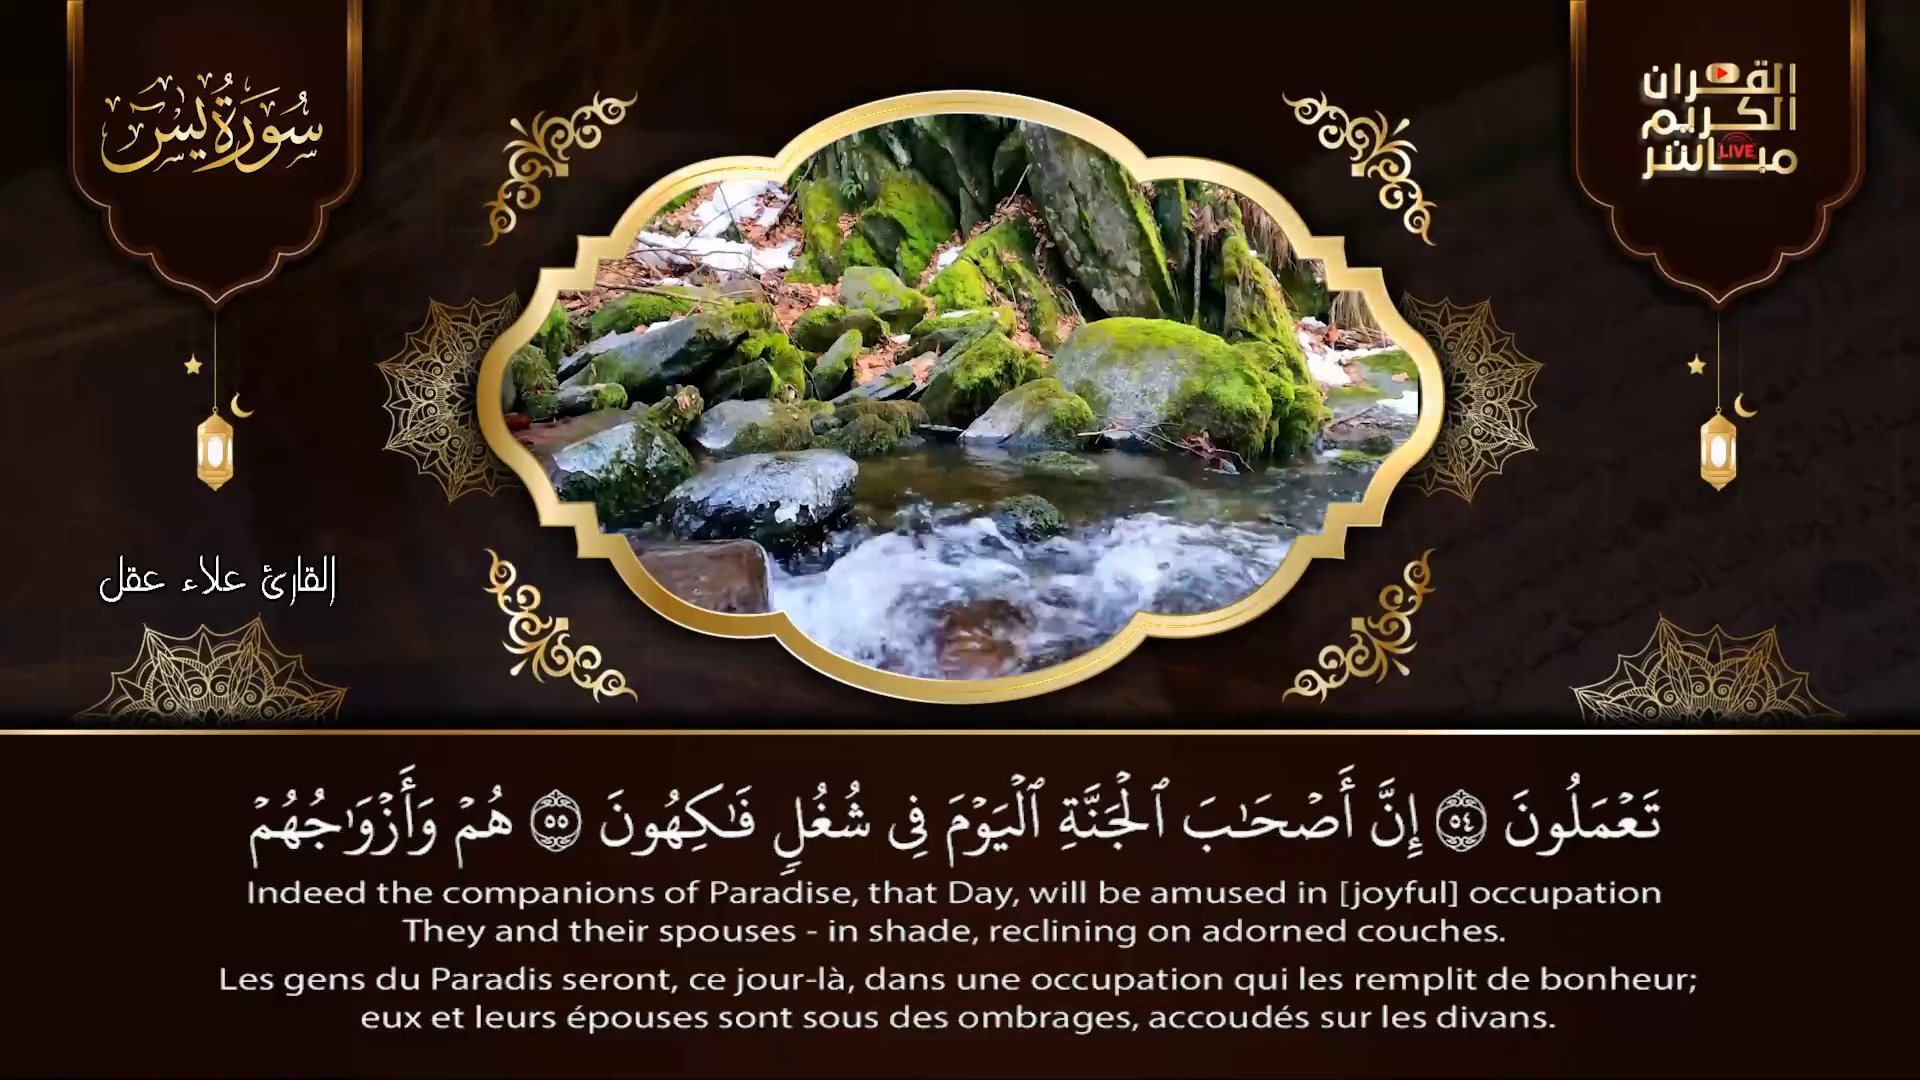 سُورَةُ يس
القرآن
الكريم
مباشر
LIVE
القارئ علاء عقل
تَعْمَلُونَ ٥٤ إِنَّ أَصْحَٰبَ ٱلْجَنَّةِ ٱلْيَوْمَ فِى شُغُلٍ فَٰكِهُونَ ٥٥ هُمْ وَأَزْوَٰجُهُمْ
Indeed the companions of Paradise, that Day, will be amused in [joyful] occupation
They and their spouses - in shade, reclining on adorned couches.
Les gens du Paradis seront, ce jour-là, dans une occupation qui les remplit de bonheur;
eux et leurs épouses sont sous des ombrages, accoudés sur les divans.